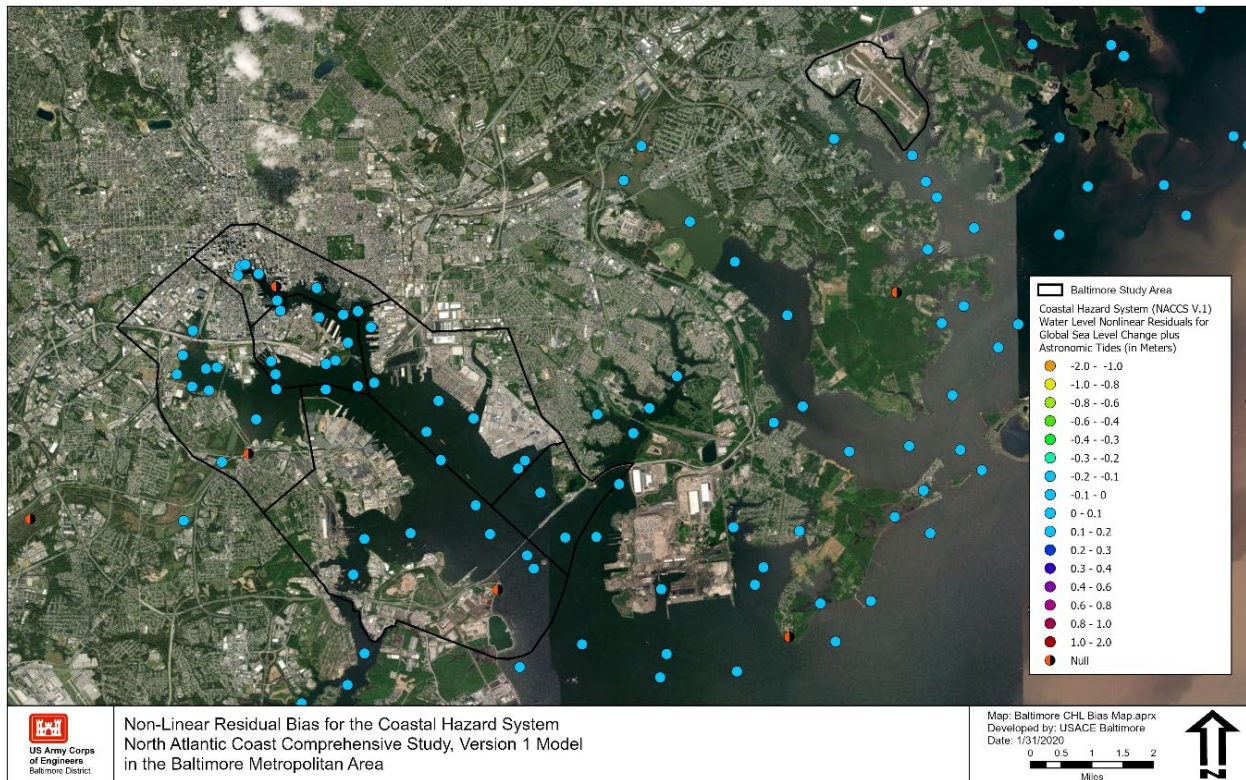 Baltimore Study Area
Coastal Hazard System (NACCS V.1)
Water Level Nonlinear Residuals for
Global Sea Level Change plus
Astronomic Tides (in Meters)
-2.0 - -1.0
-1.0 - -0.8
-0.8 - -0.6
-0.6 - -0.4
-0.4 - -0.3
-0.3 - -0.2
-0.2 - -0.1
-0.1 - 0
0 - 0.1
0.1 - 0.2
0.2 - 0.3
0.3 - 0.4
0.4 - 0.6
0.6 - 0.8
0.8 - 1.0
1.0 - 2.0
Null
US Army Corps
of Engineers
Baltimore District
Non-Linear Residual Bias for the Coastal Hazard System
North Atlantic Coast Comprehensive Study, Version 1 Model
in the Baltimore Metropolitan Area
Map: Baltimore CHL Bias Map.aprx
Developed by: USACE Baltimore
Date: 1/31/2020
0 0.5 1 1.5 2
Miles
N